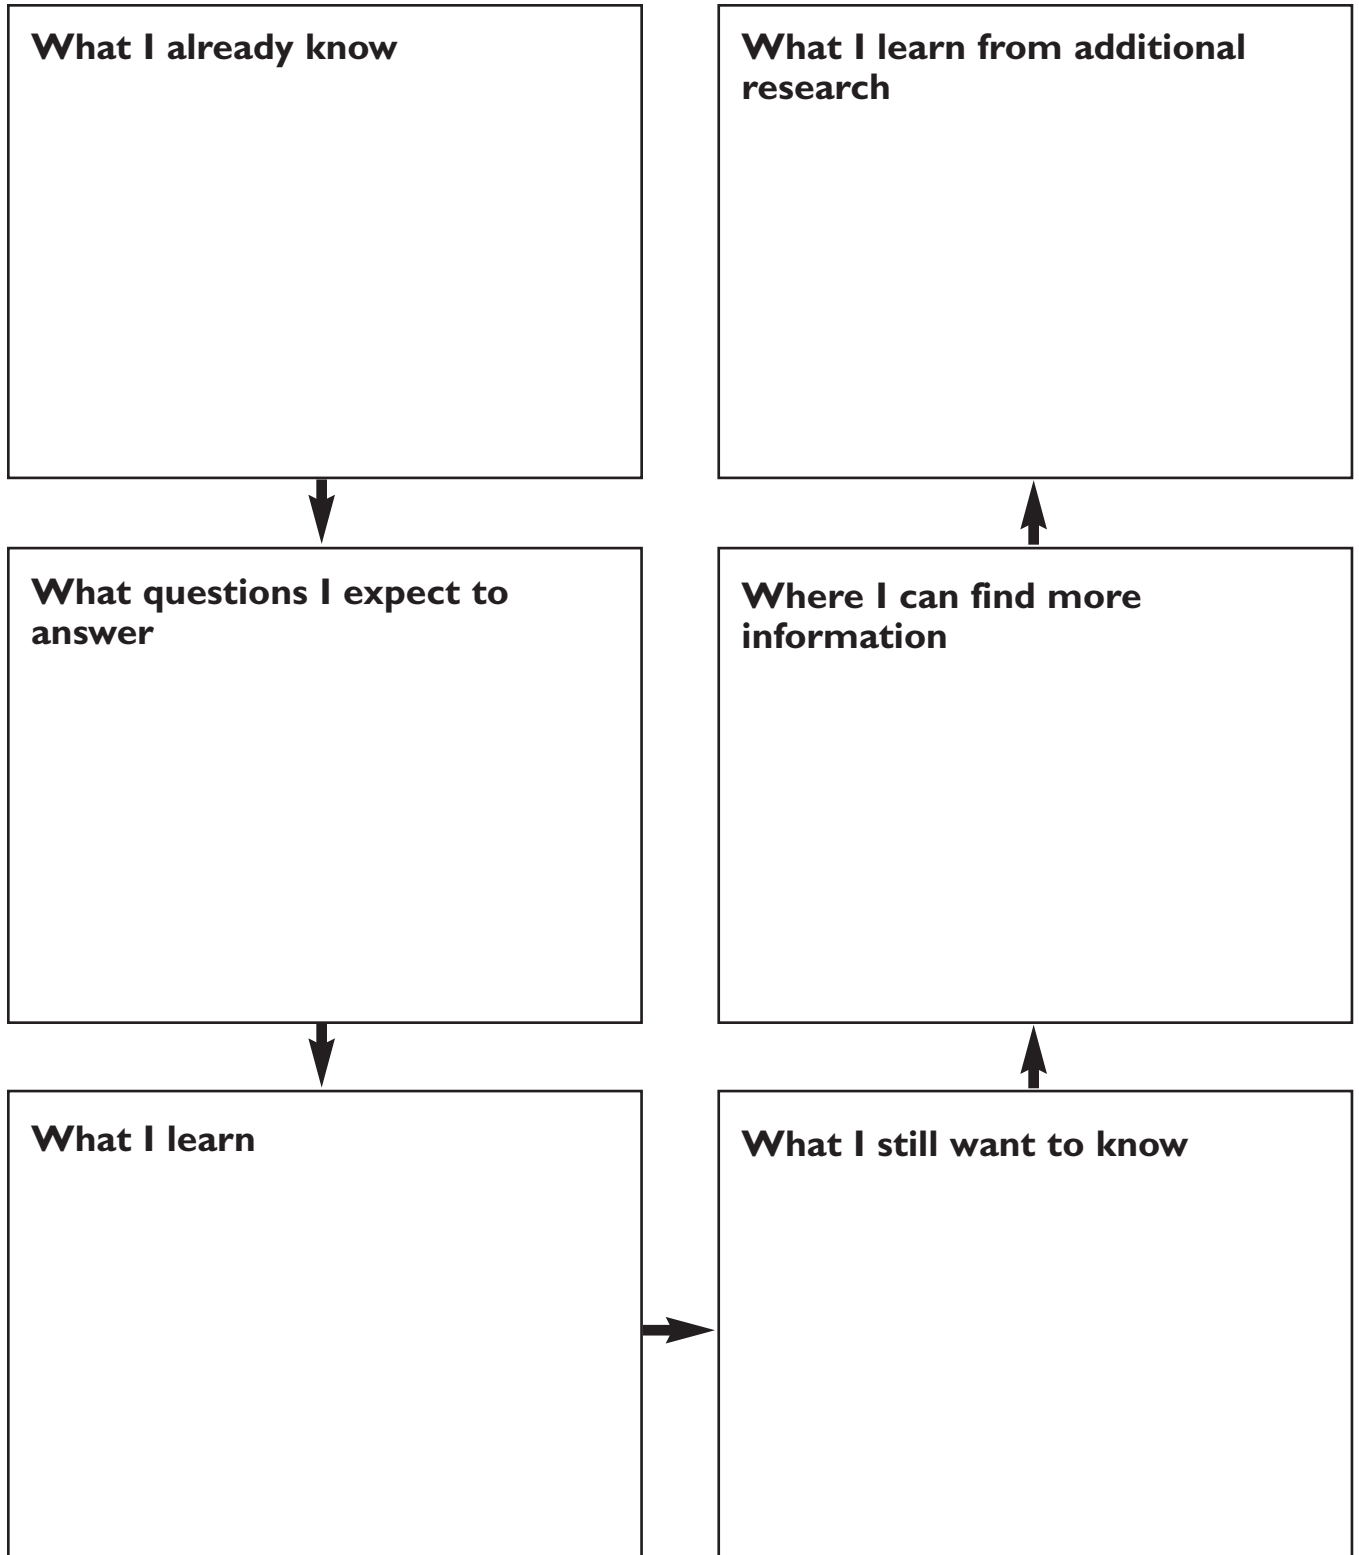 What I already know
What questions I expect to
answer
What I learn
What I still want to know
Where I can find more
information
What I learn from additional
research